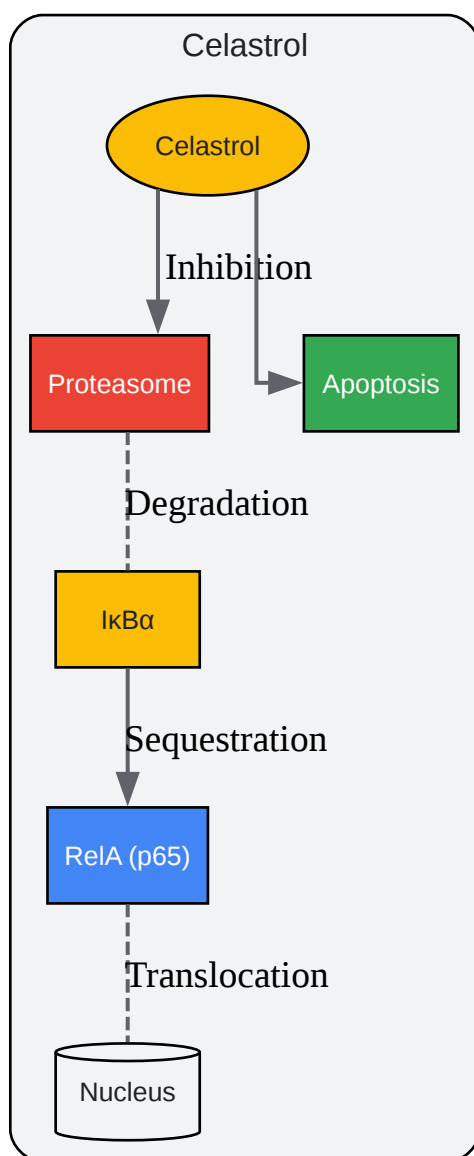 Celastrol
Celastrol
Inhibition
Proteasome
Apoptosis
Degradation
IκBα
Sequestration
RelA (p65)
Translocation
Nucleus